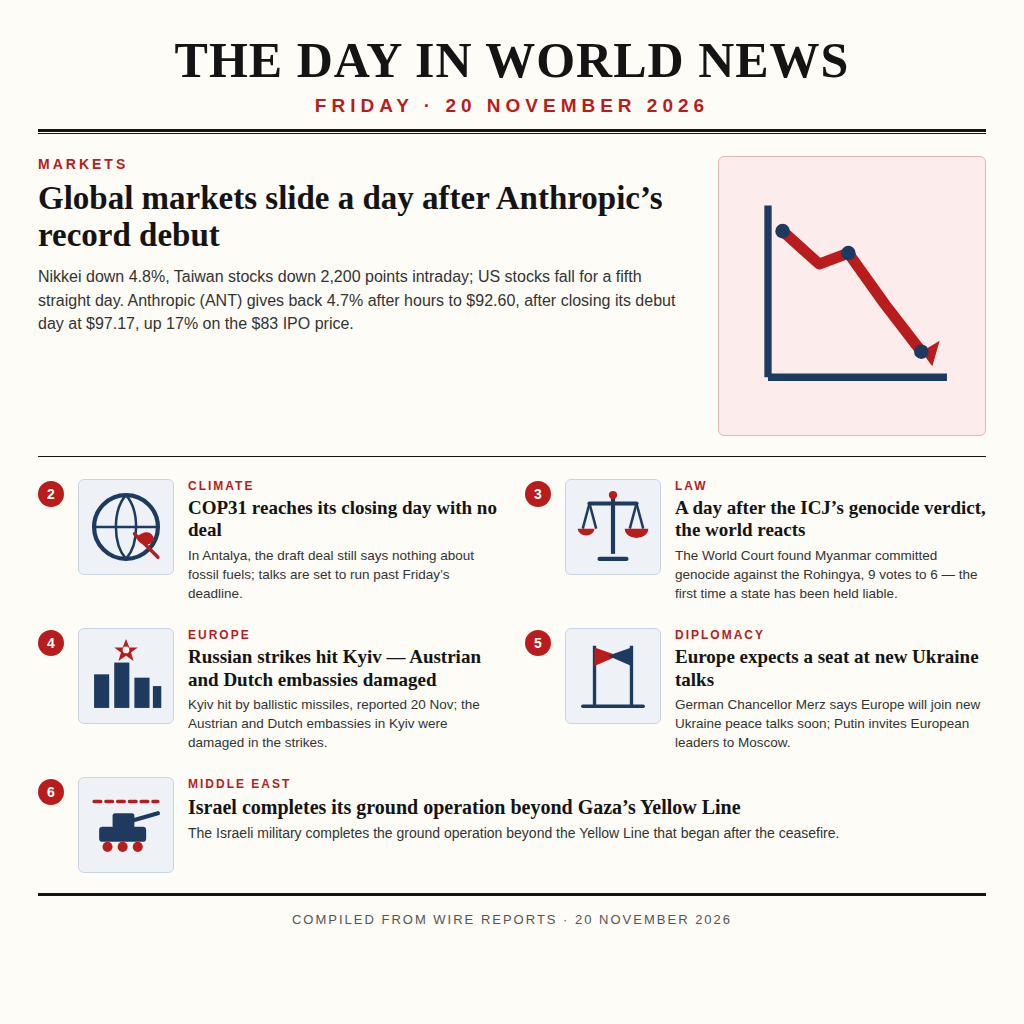 THE DAY IN WORLD NEWS
FRIDAY · 20 NOVEMBER 2026
MARKETS
Global markets slide a day after Anthropic’s
record debut
Nikkei down 4.8%, Taiwan stocks down 2,200 points intraday; US stocks fall for a fifth
straight day. Anthropic (ANT) gives back 4.7% after hours to $92.60, after closing its debut
day at $97.17, up 17% on the $83 IPO price.
2
CLIMATE
COP31 reaches its closing day with no
deal
In Antalya, the draft deal still says nothing about
fossil fuels; talks are set to run past Friday’s
deadline.
3
LAW
A day after the ICJ’s genocide verdict,
the world reacts
The World Court found Myanmar committed
genocide against the Rohingya, 9 votes to 6 — the
first time a state has been held liable.
4
EUROPE
Russian strikes hit Kyiv — Austrian
and Dutch embassies damaged
Kyiv hit by ballistic missiles, reported 20 Nov; the
Austrian and Dutch embassies in Kyiv were
damaged in the strikes.
5
DIPLOMACY
Europe expects a seat at new Ukraine
talks
German Chancellor Merz says Europe will join new
Ukraine peace talks soon; Putin invites European
leaders to Moscow.
6
MIDDLE EAST
Israel completes its ground operation beyond Gaza’s Yellow Line
The Israeli military completes the ground operation beyond the Yellow Line that began after the ceasefire.
COMPILED FROM WIRE REPORTS · 20 NOVEMBER 2026